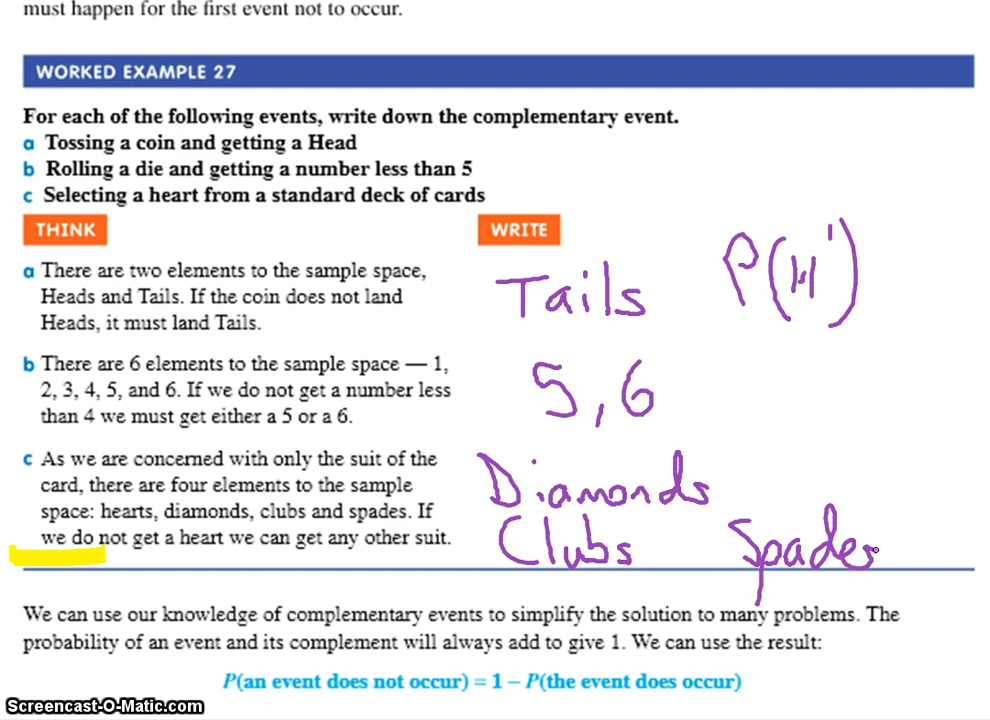 must happen for the first event not to occur.
WORKED EXAMPLE 27
For each of the following events, write down the complementary event.
a Tossing a coin and getting a Head
b Rolling a die and getting a number less than 5
c Selecting a heart from a standard deck of cards
THINK
WRITE
a There are two elements to the sample space,
Heads and Tails. If the coin does not land
Heads, it must land Tails.
Tails P(H')
b There are 6 elements to the sample space — 1,
2, 3, 4, 5, and 6. If we do not get a number less
than 4 we must get either a 5 or a 6.
5, 6
c As we are concerned with only the suit of the
card, there are four elements to the sample
space: hearts, diamonds, clubs and spades. If
we do not get a heart we can get any other suit.
Diamonds
Clubs Spades
We can use our knowledge of complementary events to simplify the solution to many problems. The
probability of an event and its complement will always add to give 1. We can use the result:
P(an event does not occur) = 1 – P(the event does occur)
Screencast-O-Matic.com